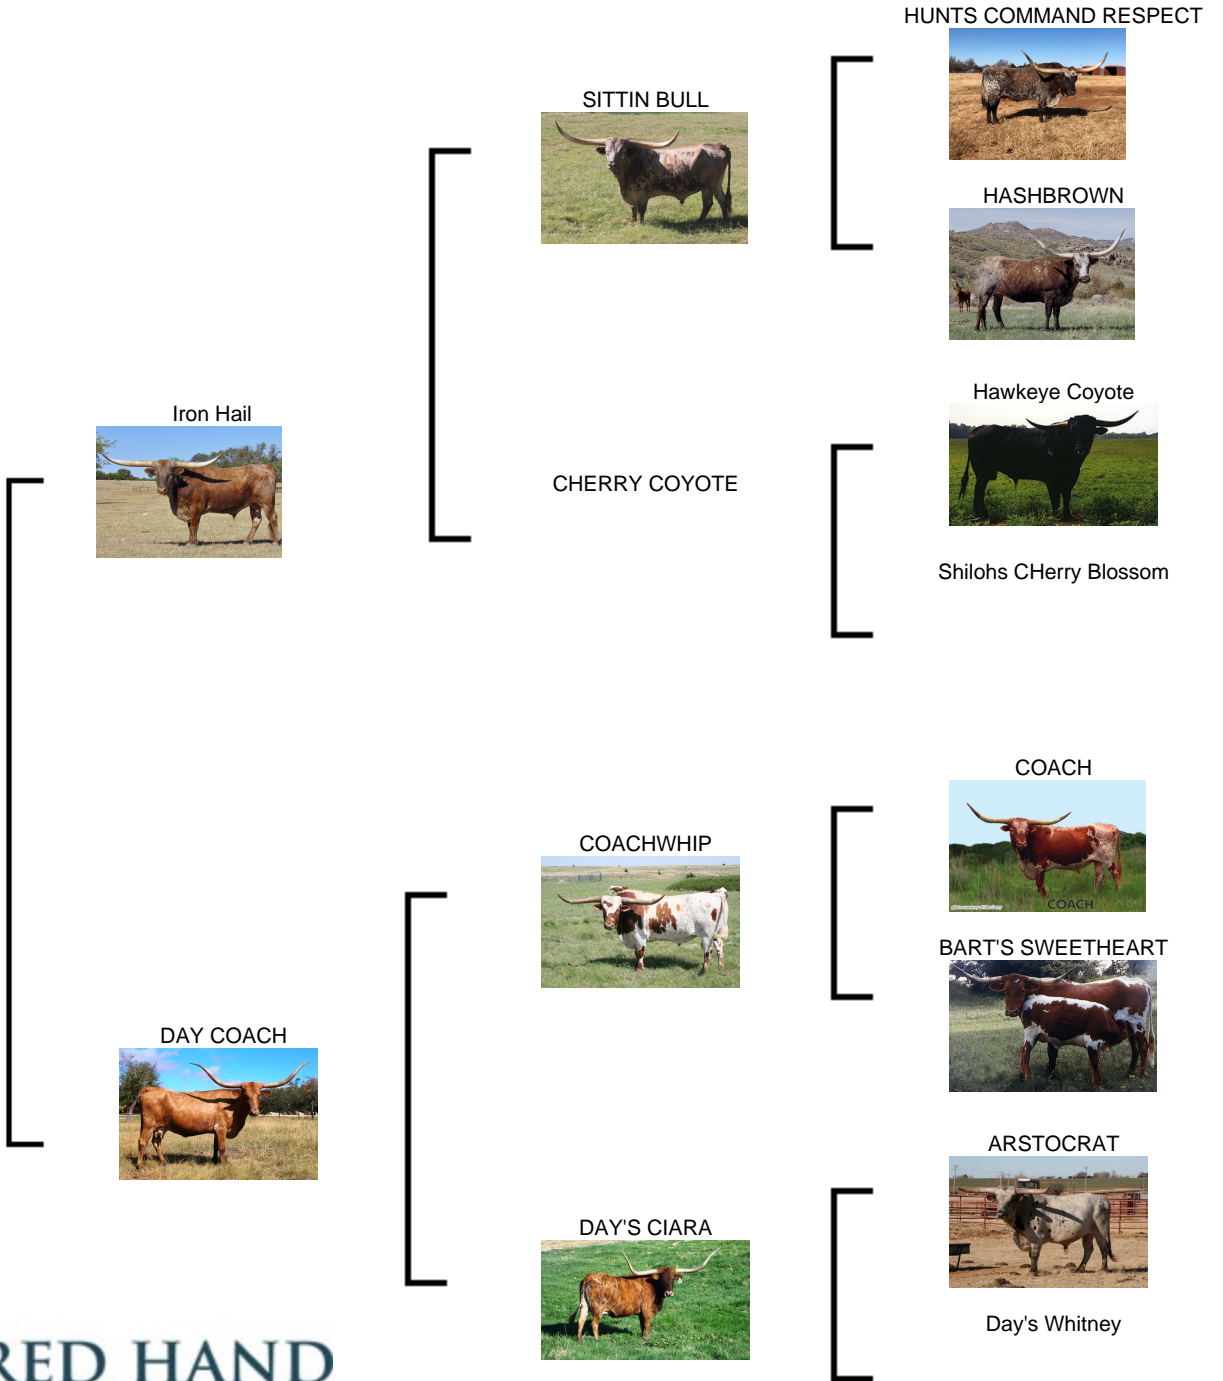 HUNTS COMMAND RESPECT
SITTIN BULL
HASHBROWN
Hawkeye Coyote
Iron Hail
CHERRY COYOTE
Shilohs CHerry Blossom
COACH
COACHWHIP
COACH
BART'S SWEETHEART
DAY COACH
ARSTOCRAT
DAY'S CIARA
Day's Whitney
RED HAND